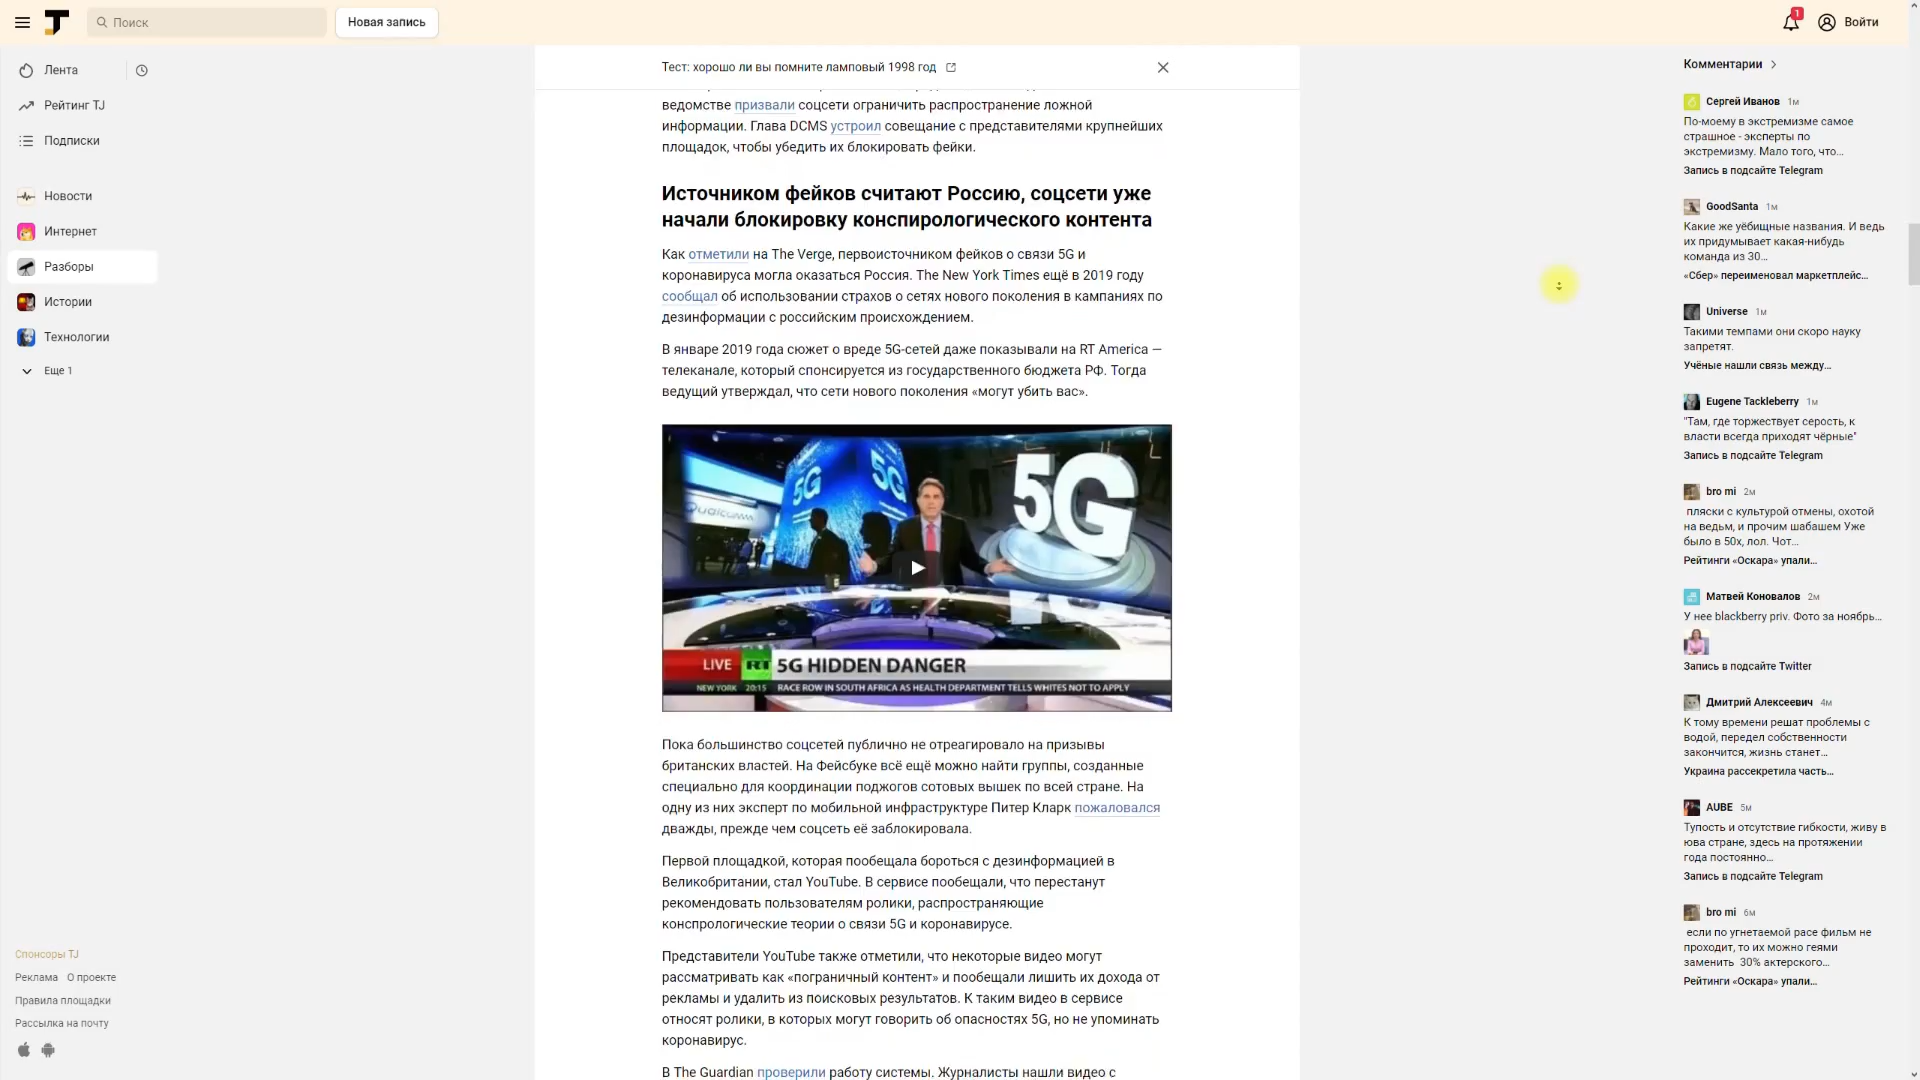 Поиск
Новая запись
1
Войти
Лента
Рейтинг TJ
Подписки
Новости
Интернет
Разборы
Истории
Технологии
Еще 1
Спонсоры TJ
Реклама О проекте
Правила площадки
Рассылка на почту
Тест: хорошо ли вы помните ламповый 1998 год
ведомстве призвали соцсети ограничить распространение ложной
информации. Глава DCMS устроил совещание с представителями крупнейших
площадок, чтобы убедить их блокировать фейки.
Источником фейков считают Россию, соцсети уже
начали блокировку конспирологического контента
Как отметили на The Verge, первоисточником фейков о связи 5G и
коронавируса могла оказаться Россия. The New York Times ещё в 2019 году
сообщал об использовании страхов о сетях нового поколения в кампаниях по
дезинформации с российским происхождением.
В январе 2019 года сюжет о вреде 5G-сетей даже показывали на RT America —
телеканале, который спонсируется из государственного бюджета РФ. Тогда
ведущий утверждал, что сети нового поколения «могут убить вас».
5G
5G
5G
Qualcomm
LIVE RT 5G HIDDEN DANGER
NEW YORK 20:15 RACE ROW IN SOUTH AFRICA AS HEALTH DEPARTMENT TELLS WHITES NOT TO APPLY
Пока большинство соцсетей публично не отреагировало на призывы
британских властей. На Фейсбуке всё ещё можно найти группы, созданные
специально для координации поджогов сотовых вышек по всей стране. На
одну из них эксперт по мобильной инфраструктуре Питер Кларк пожаловался
дважды, прежде чем соцсеть её заблокировала.
Первой площадкой, которая пообещала бороться с дезинформацией в
Великобритании, стал YouTube. В сервисе пообещали, что перестанут
рекомендовать пользователям ролики, распространяющие
конспрологические теории о связи 5G и коронавирусе.
Представители YouTube также отметили, что некоторые видео могут
рассматривать как «пограничный контент» и пообещали лишить их дохода от
рекламы и удалить из поисковых результатов. К таким видео в сервисе
относят ролики, в которых могут говорить об опасностях 5G, но не упоминать
коронавирус.
В The Guardian проверили работу системы. Журналисты нашли видео с
Комментарии
Сергей Иванов 1м
По-моему в экстремизме самое
страшное - эксперты по
экстремизму. Мало того, что...
Запись в подсайте Telegram
GoodSanta 1м
Какие же уёбищные названия. И ведь
их придумывает какая-нибудь
команда из 30...
«Сбер» переименовал маркетплейс...
Universe 1м
Такими темпами они скоро науку
запретят.
Учёные нашли связь между...
Eugene Tackleberry 1м
"Там, где торжествует серость, к
власти всегда приходят чёрные"
Запись в подсайте Telegram
bro mi 2м
пляски с культурой отмены, охотой
на ведьм, и прочим шабашем Уже
было в 50х, лол. Чот...
Рейтинги «Оскара» упали...
Матвей Коновалов 2м
У нее blackberry priv. Фото за ноябрь...
Запись в подсайте Twitter
Дмитрий Алексеевич 4м
К тому времени решат проблемы с
водой, передел собственности
закончится, жизнь станет...
Украина рассекретила часть...
AUBE 5м
Тупость и отсутствие гибкости, живу в
юва стране, здесь на протяжении
года постоянно...
Запись в подсайте Telegram
bro mi 6м
если по угнетаемой расе фильм не
проходит, то их можно геями
заменить 30% актерского...
Рейтинги «Оскара» упали...